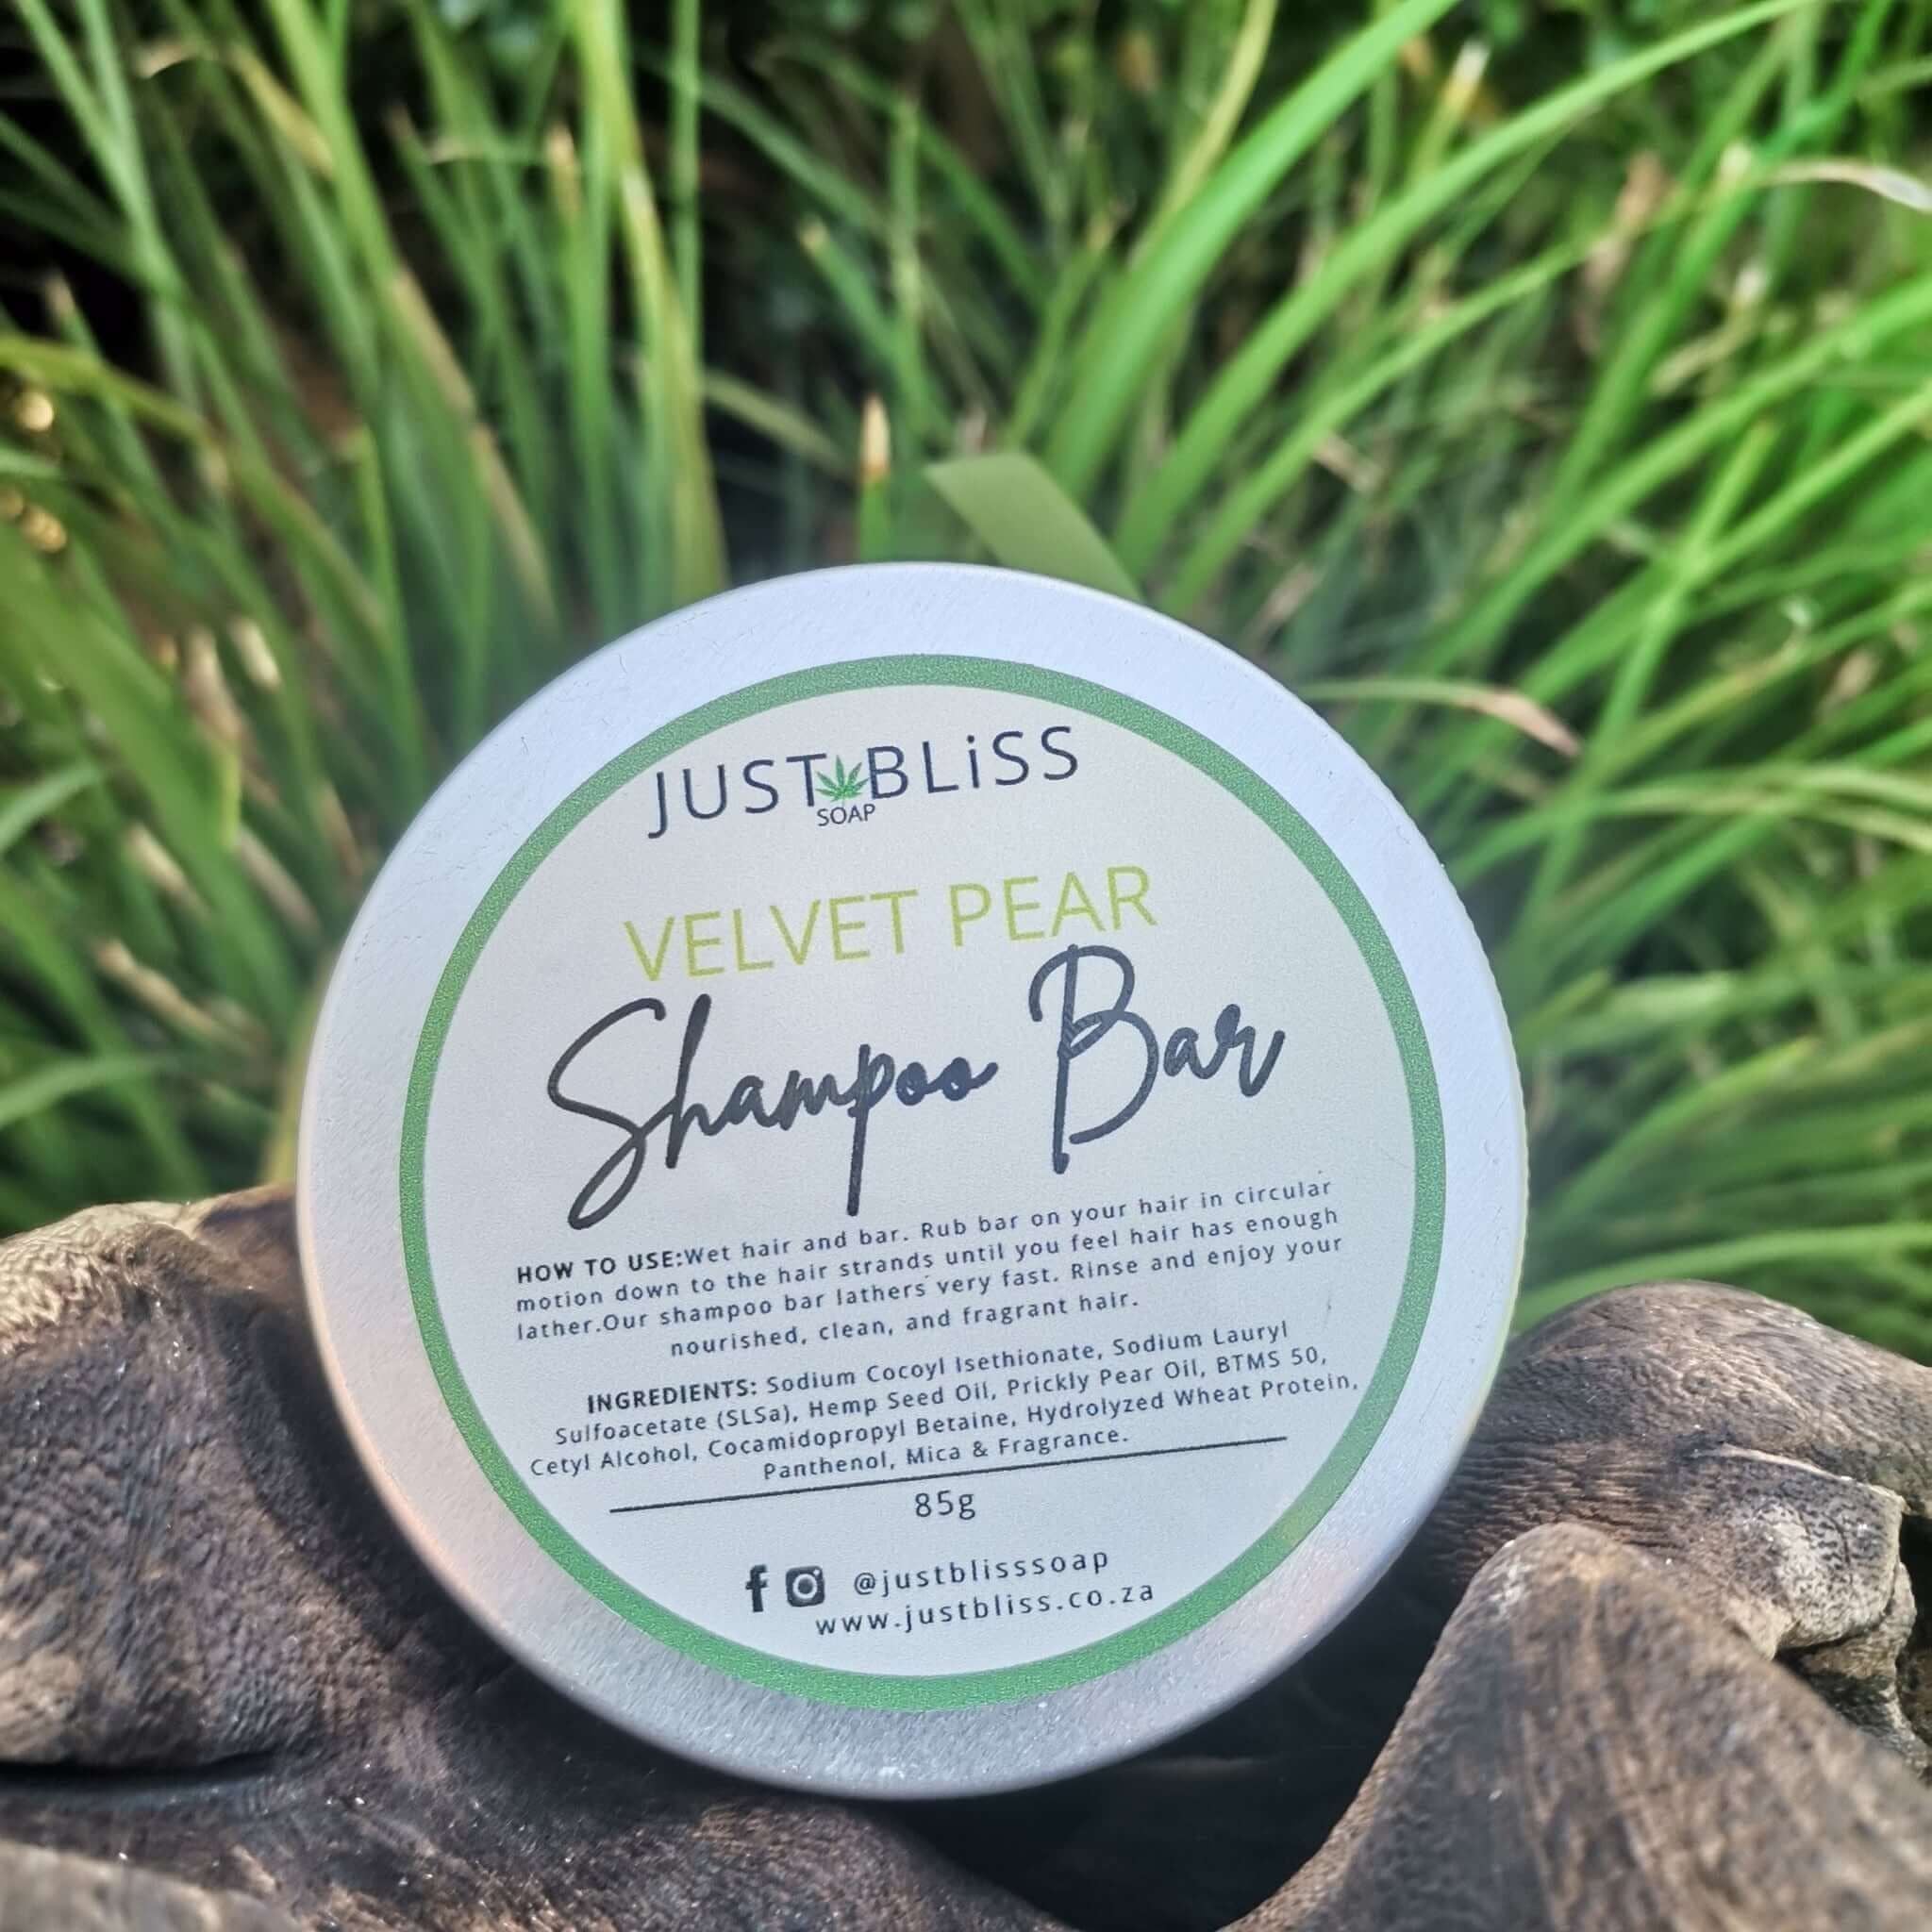 JUST BLiSS
SOAP
VELVET PEAR
Shampoo Bar
HOW TO USE:Wet hair and bar. Rub bar on your hair in circular
motion down to the hair strands until you feel hair has enough
lather.Our shampoo bar lathers very fast. Rinse and enjoy your
nourished, clean, and fragrant hair.
INGREDIENTS: Sodium Cocoyl Isethionate, Sodium Lauryl
Sulfoacetate (SLSa), Hemp Seed Oil, Prickly Pear Oil, BTMS 50,
Cetyl Alcohol, Cocamidopropyl Betaine, Hydrolyzed Wheat Protein,
Panthenol, Mica & Fragrance.
85g
@justblisssoap
www.justbliss.co.za